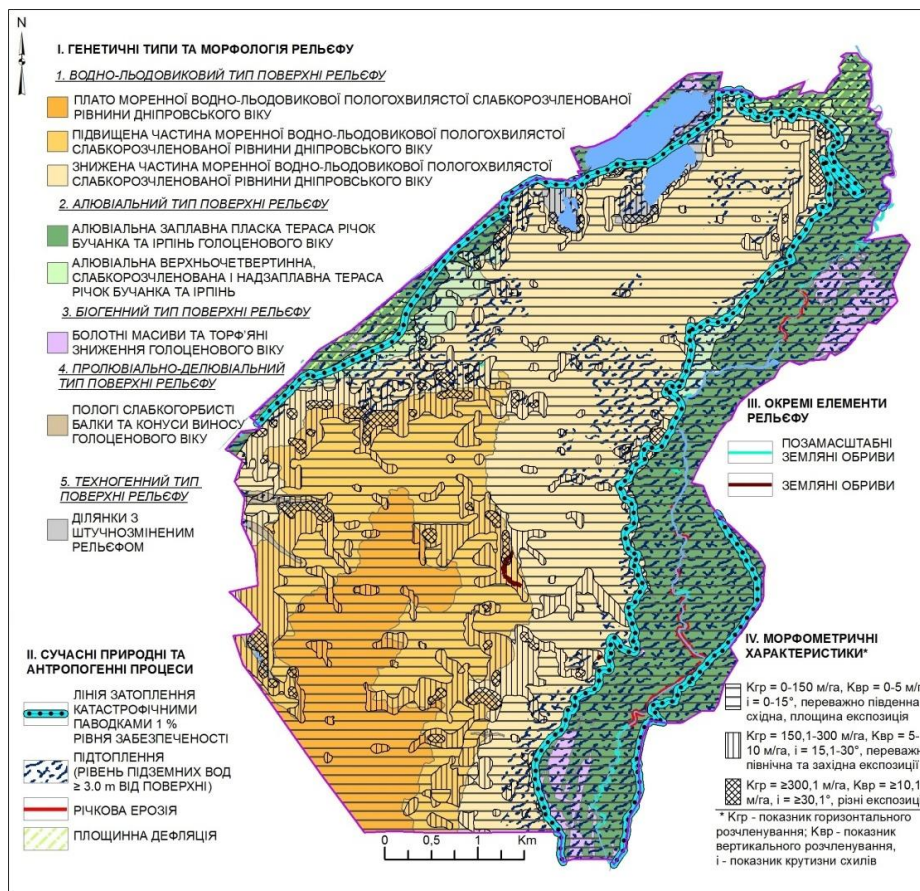 N
І. ГЕНЕТИЧНІ ТИПИ ТА МОРФОЛОГІЯ РЕЛЬЄФУ
1. ВОДНО-ЛЬОДОВИКОВИЙ ТИП ПОВЕРХНІ РЕЛЬЄФУ
ПЛАТО МОРЕННОЇ ВОДНО-ЛЬОДОВИКОВОЇ ПОЛОГОХВИЛЯСТОЇ СЛАБКОРОЗЧЛЕНОВАНОЇ
РІВНИНИ ДНІПРОВСЬКОГО ВІКУ
ПІДВИЩЕНА ЧАСТИН МОРЕННОЇ ВОДНО-ЛЬОДОВИКОВОЇ ПОЛОГОХВИЛЯСТОЇ
СЛАБКОРОЗЧЛЕНОВАНОЇ РІВНИНИ ДНІПРОВСЬКОГО ВІКУ
ЗНИЖЕНА ЧАСТИН МОРЕННОЇ ВОДНО-ЛЬОДОВИКОВОЇ ПОЛОГОХВИЛЯСТОЇ
СЛАБКОРОЗЧЛЕНОВАНОЇ РІВНИНИ ДНІПРОВСЬКОГО ВІКУ
2. АЛЮВІАЛЬНИЙ ТИП ПОВЕРХНІ РЕЛЬЄФУ
АЛЮВІАЛЬНА ЗАПЛАВНА ПЛАСКА ТЕРАСА РІЧОК
БУЧАНКА ТА ІРПІНЬ ГОЛОЦЕНОВОГО ВІКУ
АЛЮВІАЛЬНА ВЕРХНЬОЧЕТВЕРТИННА,
СЛАБКОРОЗЧЛЕНОВАНА І НАДЗАПЛАВНА ТЕРАСА
РІЧОК БУЧАНКА ТА ІРПІНЬ
3. БІОГЕННИЙ ТИП ПОВЕРХНІ РЕЛЬЄФУ
БОЛОТНІ МАСИВИ ТА ТОРФ'ЯНІ
ЗНИЖЕННЯ ГОЛОЦЕНОВОГО ВІКУ
4. ПРОЛЮВІАЛЬНО-ДЕЛЮВІАЛЬНИЙ
ТИП ПОВЕРХНІ РЕЛЬЄФУ
ПОЛОГІ СЛАБКОГОРБИСТІ
БАЛКИ ТА КОНУСИ ВИНОСУ
ГОЛОЦЕНОВОГО ВІКУ
5. ТЕХНОГЕННИЙ ТИП
ПОВЕРХНІ РЕЛЬЄФУ
ДІЛЯНКИ З
ШТУЧНОЗМІНЕНИМ
РЕЛЬЄФОМ
ІІ. СУЧАСНІ ПРИРОДНІ ТА
АНТРОПОГЕННІ ПРОЦЕСИ
ЛІНІЯ ЗАТОПЛЕННЯ
КАТАСТРОФІЧНИМИ
ПАВОДКАМИ 1 %
РІВНЯ ЗАБЕЗПЕЧЕНОСТІ
ПІДТОПЛЕННЯ
(РІВЕНЬ ПІДЗЕМНИХ ВОД
≥ 3.0 m ВІД ПОВЕРХНІ)
РІЧКОВА ЕРОЗІЯ
ПЛОЩИННА ДЕФЛЯЦІЯ
0 0,5 1 Km
ІІІ. ОКРЕМІ ЕЛЕМЕНТИ
РЕЛЬЄФУ
ПОЗАМАСШТАБНІ
ЗЕМЛЯНІ ОБРИВИ
ЗЕМЛЯНІ ОБРИВИ
IV. МОРФОМЕТРИЧНІ
ХАРАКТЕРИСТИКИ*
Кгр = 0-150 м/га, Квр = 0-5 м/
і = 0-15°, переважно південна
східна, площина експозиція
Кгр = 150,1-300 м/га, Квр = 5-
10 м/га, і = 15,1-30°, переважн
північна та західна експозиції
Кгр = ≥300,1 м/га, Квр = ≥10,1
м/га, і = ≥30,1°, різні експозиц
* Кгр - показник горизонтального
розчленування; Квр - показник
вертикального розчленування,
і - показник крутизни схилів